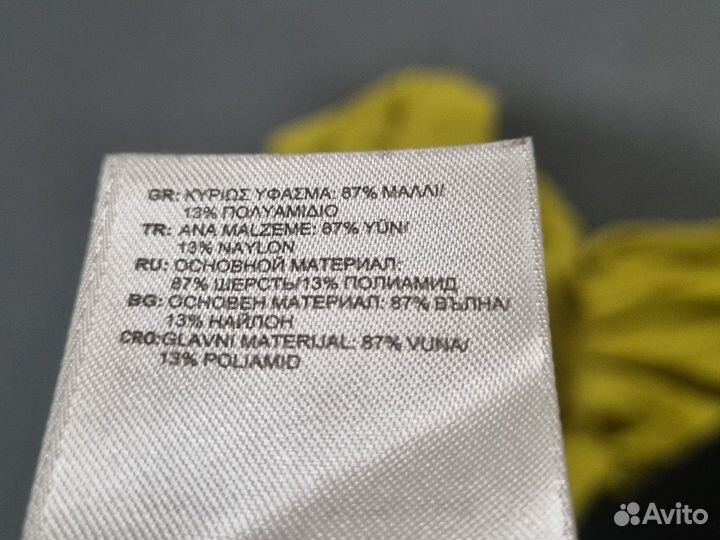 GR: ΚΥΡΙΩΣ ΥΦΑΣΜΑ: 87% ΜΑΛΛΙ/
13% ΠΟΛΥΑΜΙΔΙΟ
TR: ANA MALZEME: 87% YÜN/
13% NAYLON
RU: ОСНОВНОЙ МАТЕРИАЛ:
87% ШЕРСТЬ/13% ПОЛИАМИД
BG: ОСНОВЕН МАТЕРИАЛ: 87% ВЪЛНА/
13% НАЙЛОН
CRO: GLAVNI MATERIJAL: 87% VUNA/
13% POLIAMID
Avito